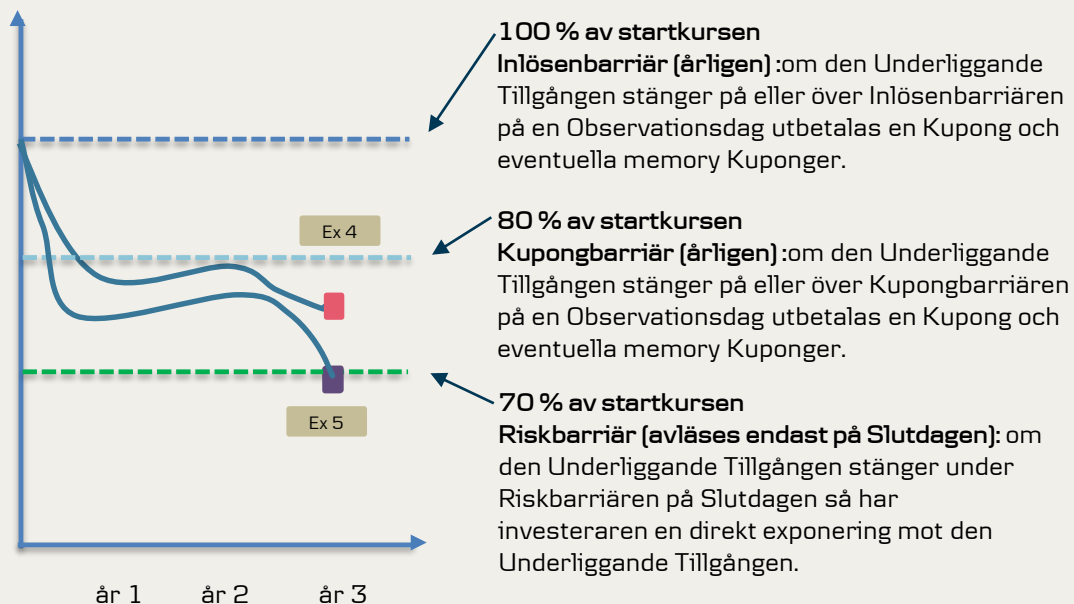 100 % av startkursen
Inlösenbarriär (årligen) :om den Underliggande
Tillgången stänger på eller över Inlösenbarriären
på en Observationsdag utbetalas en Kupong och
eventuella memory Kuponger.
80 % av startkursen
Kupongbarriär (årligen) :om den Underliggande
Tillgången stänger på eller över Kupongbarriären
på en Observationsdag utbetalas en Kupong och
eventuella memory Kuponger.
70 % av startkursen
Riskbarriär (avläses endast på Slutdagen): om
den Underliggande Tillgången stänger under
Riskbarriären på Slutdagen så har
investeraren en direkt exponering mot den
Underliggande Tillgången.
Ex 4
Ex 5
år 1 år 2 år 3